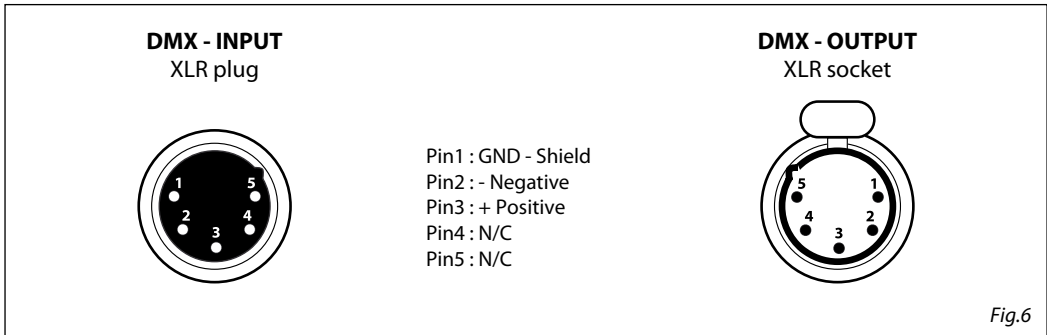 DMX - INPUT
XLR plug
1
5
2
4
3
Pin1 : GND - Shield
Pin2 : - Negative
Pin3 : + Positive
Pin4 : N/C
Pin5 : N/C
DMX - OUTPUT
XLR socket
5
1
4
2
3
Fig.6